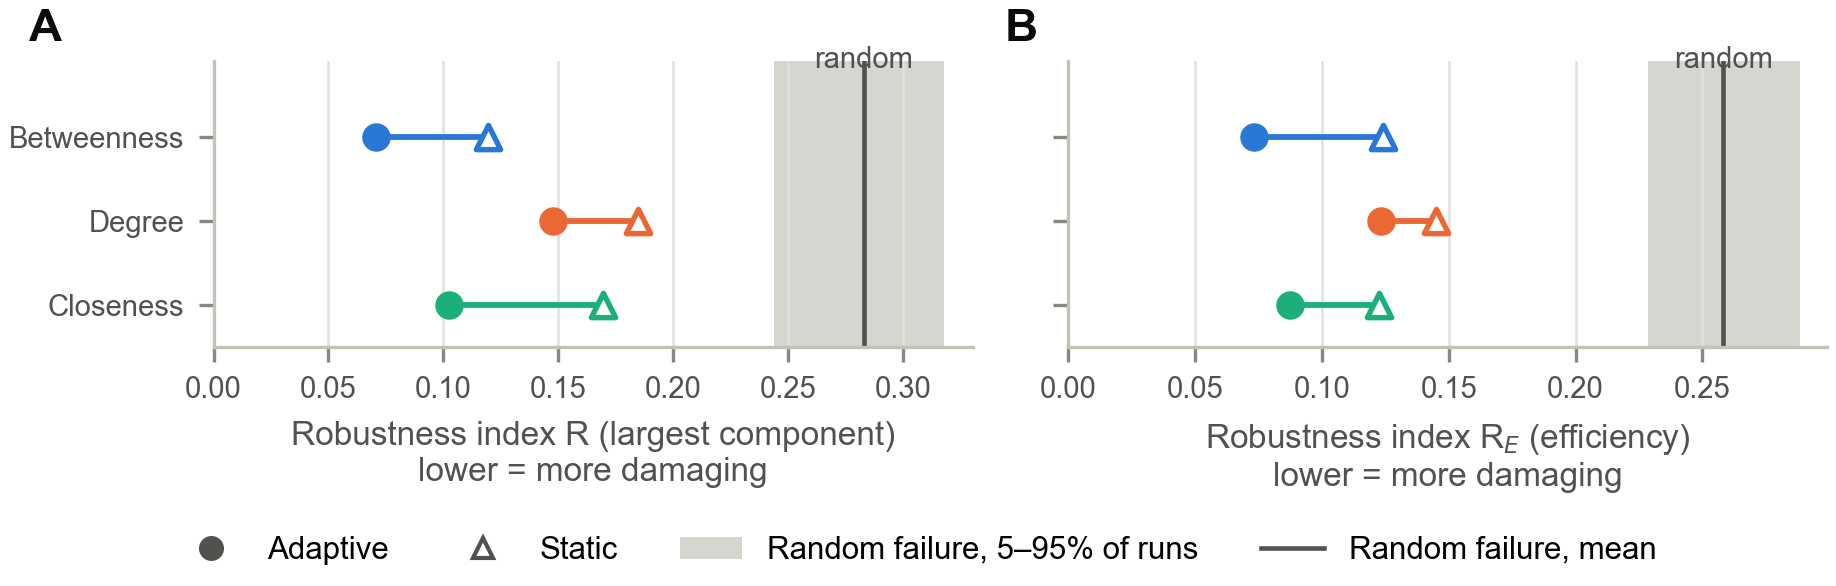 A
random
Betweenness
Degree
Closeness
0.00 0.05 0.10 0.15 0.20 0.25 0.30
Robustness index R (largest component)
lower = more damaging
B
random
0.00 0.05 0.10 0.15 0.20 0.25
Robustness index R_E (efficiency)
lower = more damaging
Adaptive Static Random failure, 5–95% of runs Random failure, mean